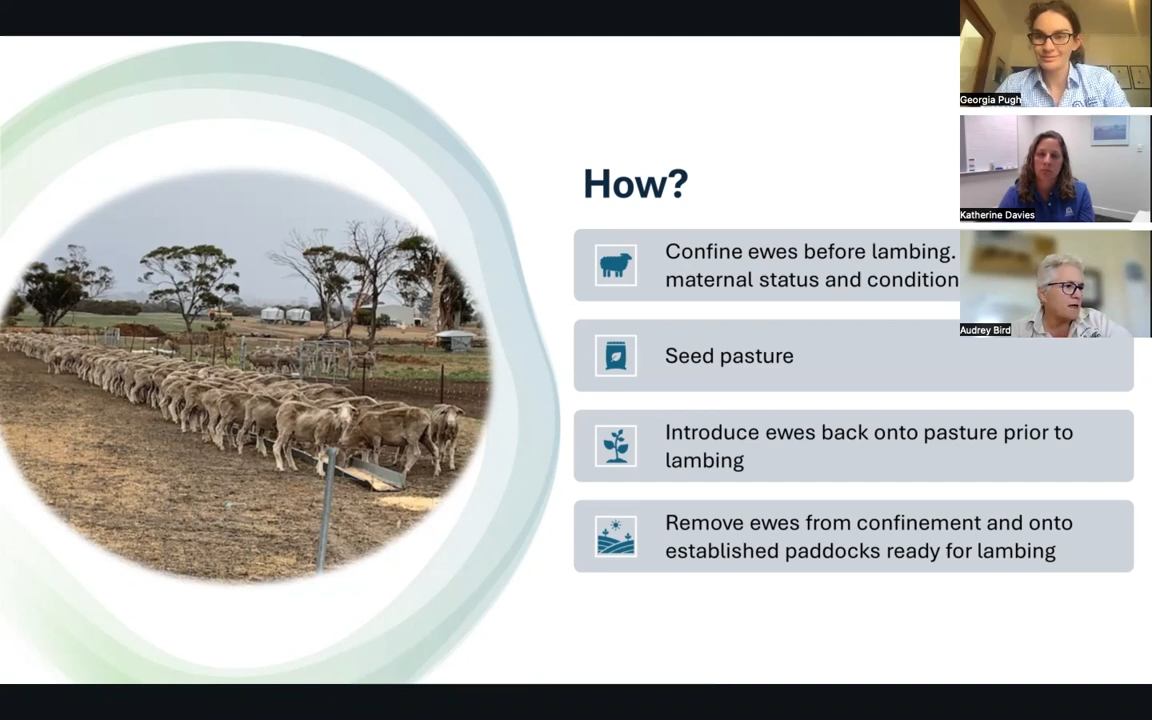 How?
Confine ewes before lambing.
maternal status and condition
Seed pasture
Introduce ewes back onto pasture prior to
lambing
Remove ewes from confinement and onto
established paddocks ready for lambing
Georgia Pugh
Katherine Davies
Audrey Bird